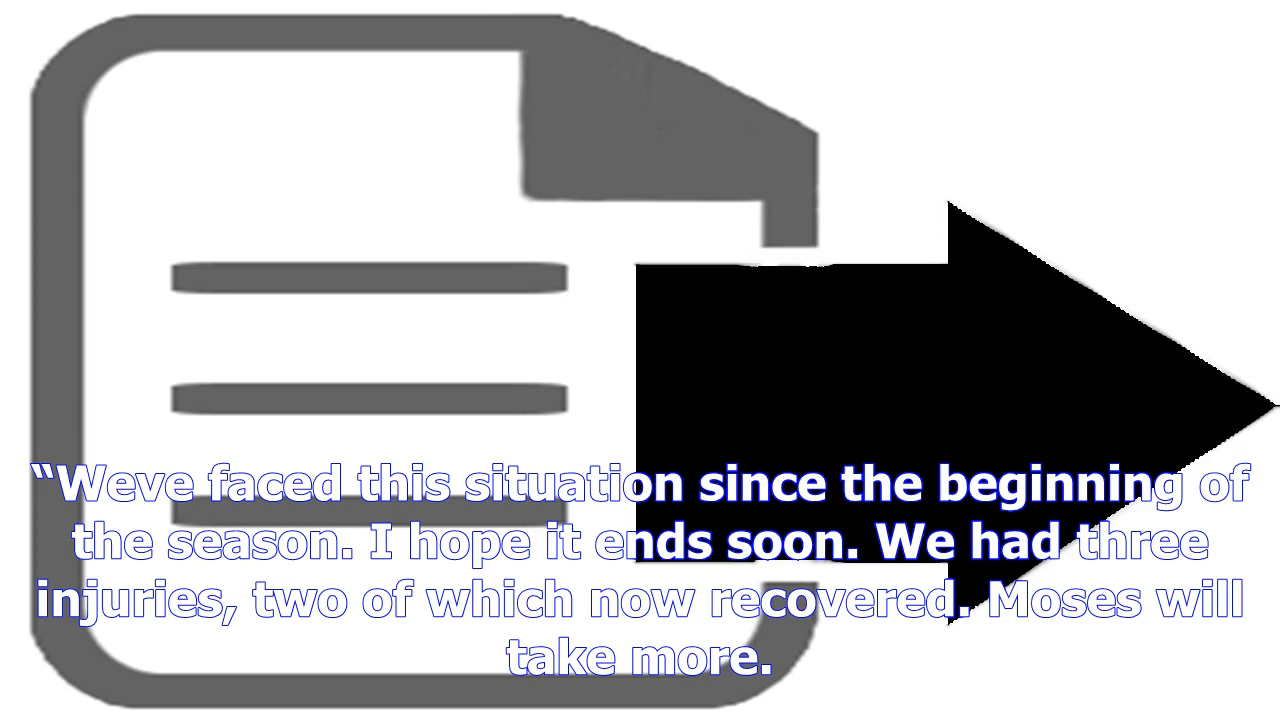 “Weve faced this situation since the beginning of
the season. I hope it ends soon. We had three
injuries, two of which now recovered. Moses will
take more.